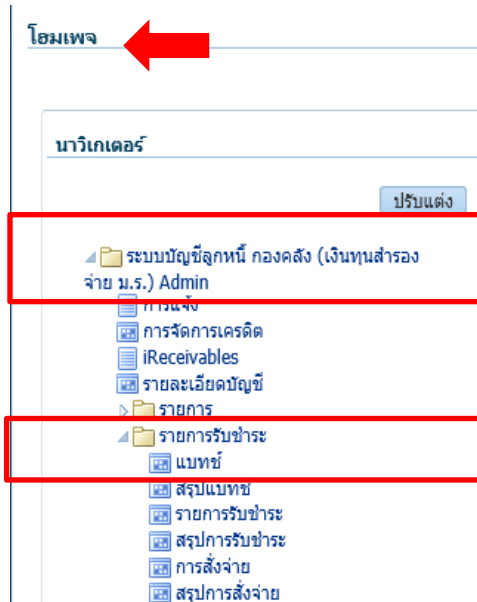 โฮมเพจ
นาวิเกเตอร์
ปรับแต่ง
ระบบบัญชีลูกหนี้ กองคลัง (เงินทุนสำรอง
จ่าย ม.ร.) Admin
การแจ้ง
การจัดการเครดิต
iReceivables
รายละเอียดบัญชี
รายการ
รายการรับชำระ
แบทช์
สรุปแบทช์
รายการรับชำระ
สรุปการรับชำระ
การสั่งจ่าย
สรุปการสั่งจ่าย